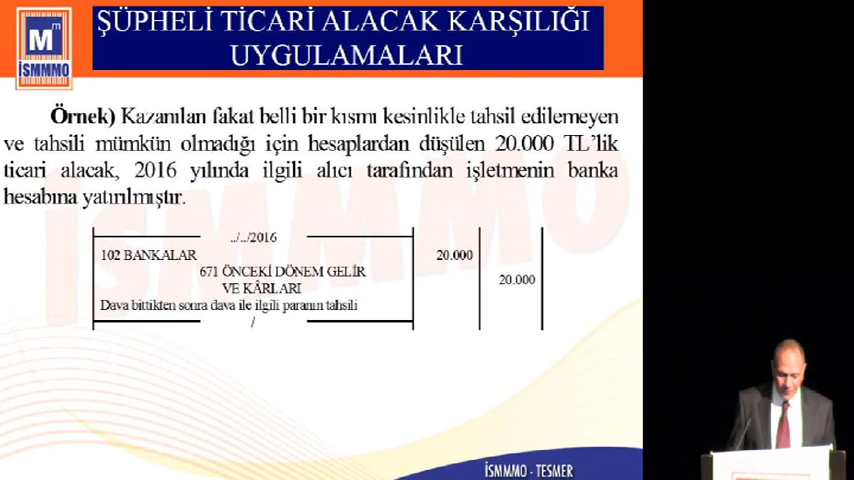 ŞÜPHELİ TİCARİ ALACAK KARŞILIĞI
UYGULAMALARI
M m
İSMMMO
Örnek) Kazanılan fakat belli bir kısmı kesinlikle tahsil edilemeyen
ve tahsili mümkün olmadığı için hesaplardan düşülen 20.000 TL'lik
ticari alacak, 2016 yılında ilgili alıcı tarafından işletmenin banka
hesabına yatırılmıştır.
../../2016
102 BANKALAR 20.000
671 ÖNCEKİ DÖNEM GELİR
VE KÂRLARI 20.000
Dava bittikten sonra dava ile ilgili paranın tahsili
/
İSMMMO
İSMMMO - TESMER